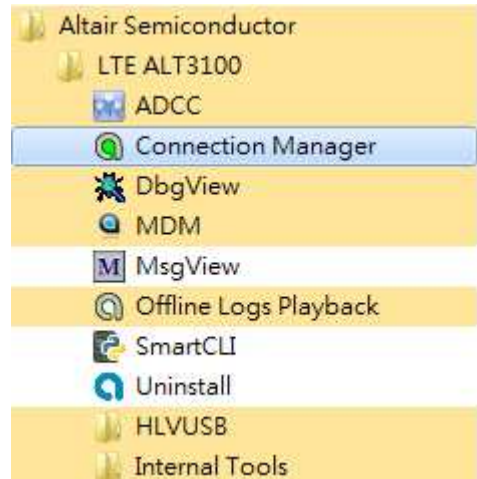 Altair Semiconductor
LTE ALT3100
ADCC
Connection Manager
DbgView
MDM
M MsgView
Offline Logs Playback
SmartCLI
Uninstall
HLVUSB
Internal Tools